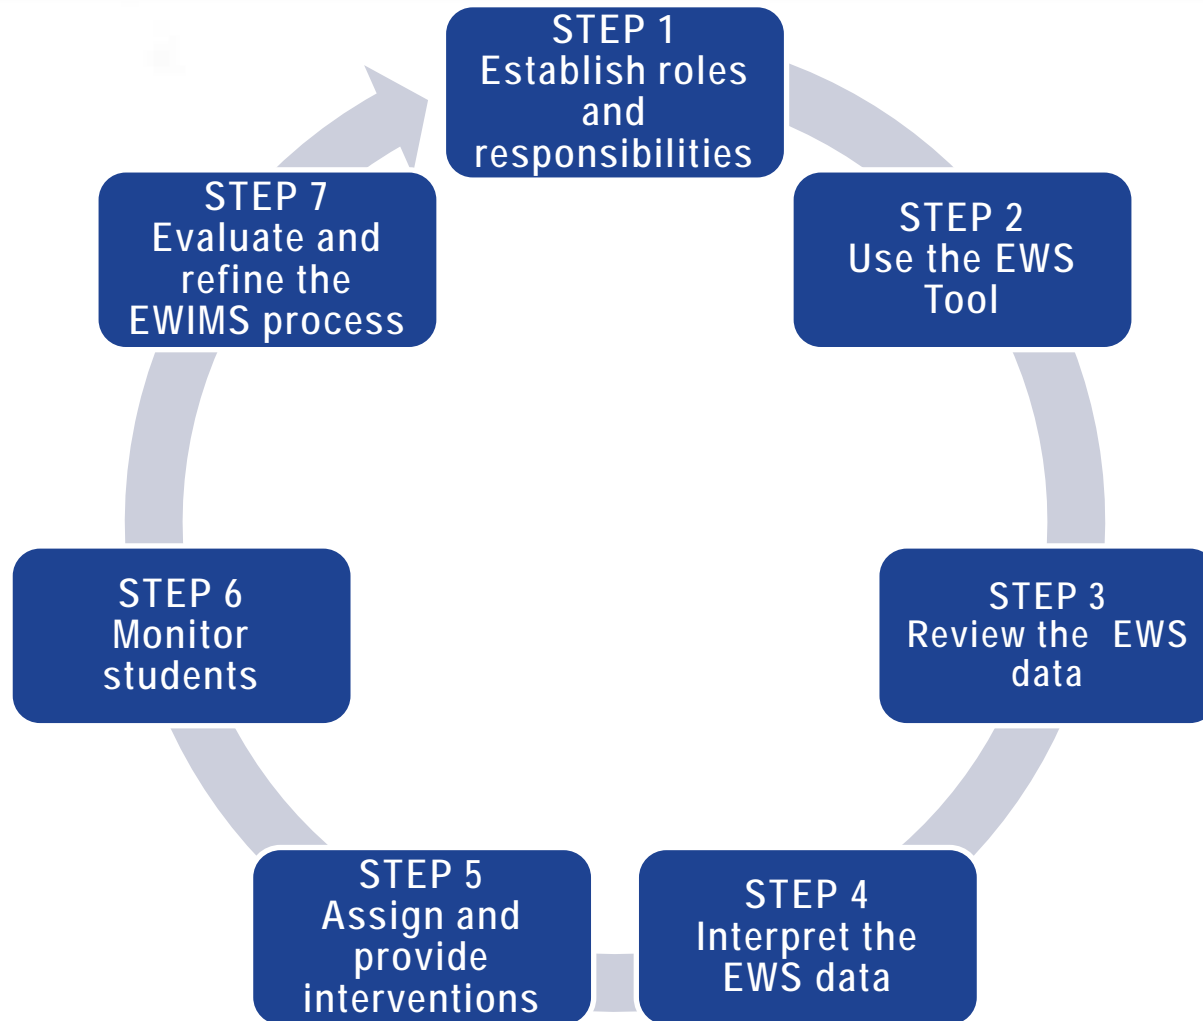 STEP 1
Establish roles
and
responsibilities
STEP 2
Use the EWS
Tool
STEP 3
Review the  EWS
data
STEP 4
Interpret the
EWS data
STEP 5
Assign and
provide
interventions
STEP 6
Monitor
students
STEP 7
Evaluate and
refine the
EWIMS process